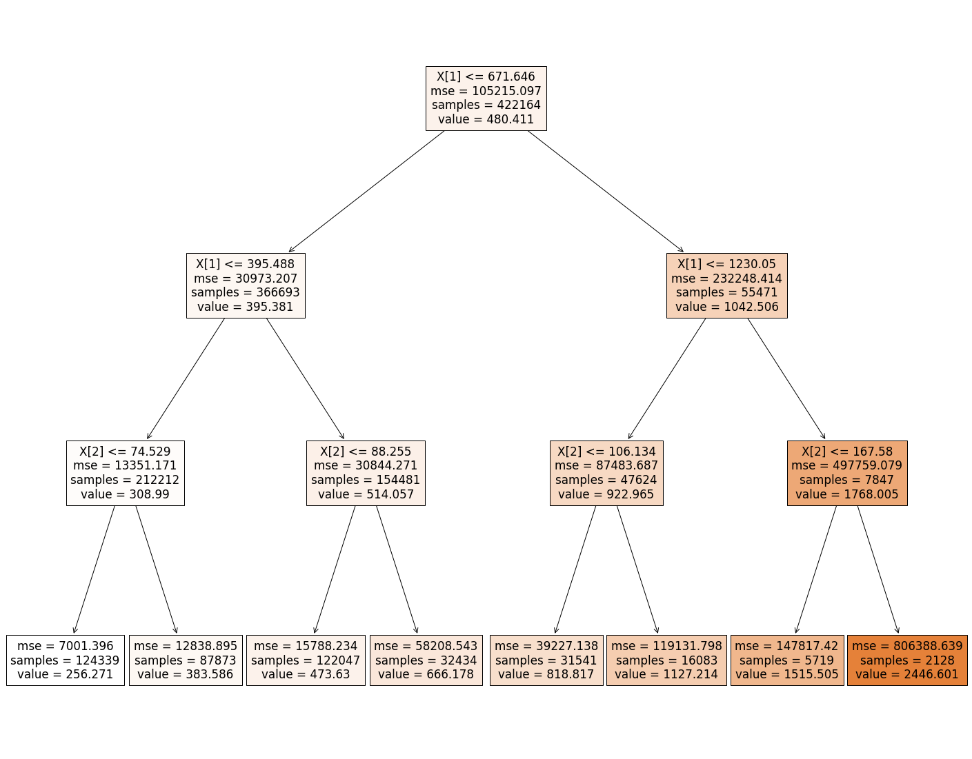 X[1] <= 671.646
mse = 105215.097
samples = 422164
value = 480.411
X[1] <= 395.488
mse = 30973.207
samples = 366693
value = 395.381
X[1] <= 1230.05
mse = 232248.414
samples = 55471
value = 1042.506
X[2] <= 74.529
mse = 13351.171
samples = 212212
value = 308.99
X[2] <= 88.255
mse = 30844.271
samples = 154481
value = 514.057
X[2] <= 106.134
mse = 87483.687
samples = 47624
value = 922.965
X[2] <= 167.58
mse = 497759.079
samples = 7847
value = 1768.005
mse = 7001.396
samples = 124339
value = 256.271
mse = 12838.895
samples = 87873
value = 383.586
mse = 15788.234
samples = 122047
value = 473.63
mse = 58208.543
samples = 32434
value = 666.178
mse = 39227.138
samples = 31541
value = 818.817
mse = 119131.798
samples = 16083
value = 1127.214
mse = 147817.42
samples = 5719
value = 1515.505
mse = 806388.639
samples = 2128
value = 2446.601